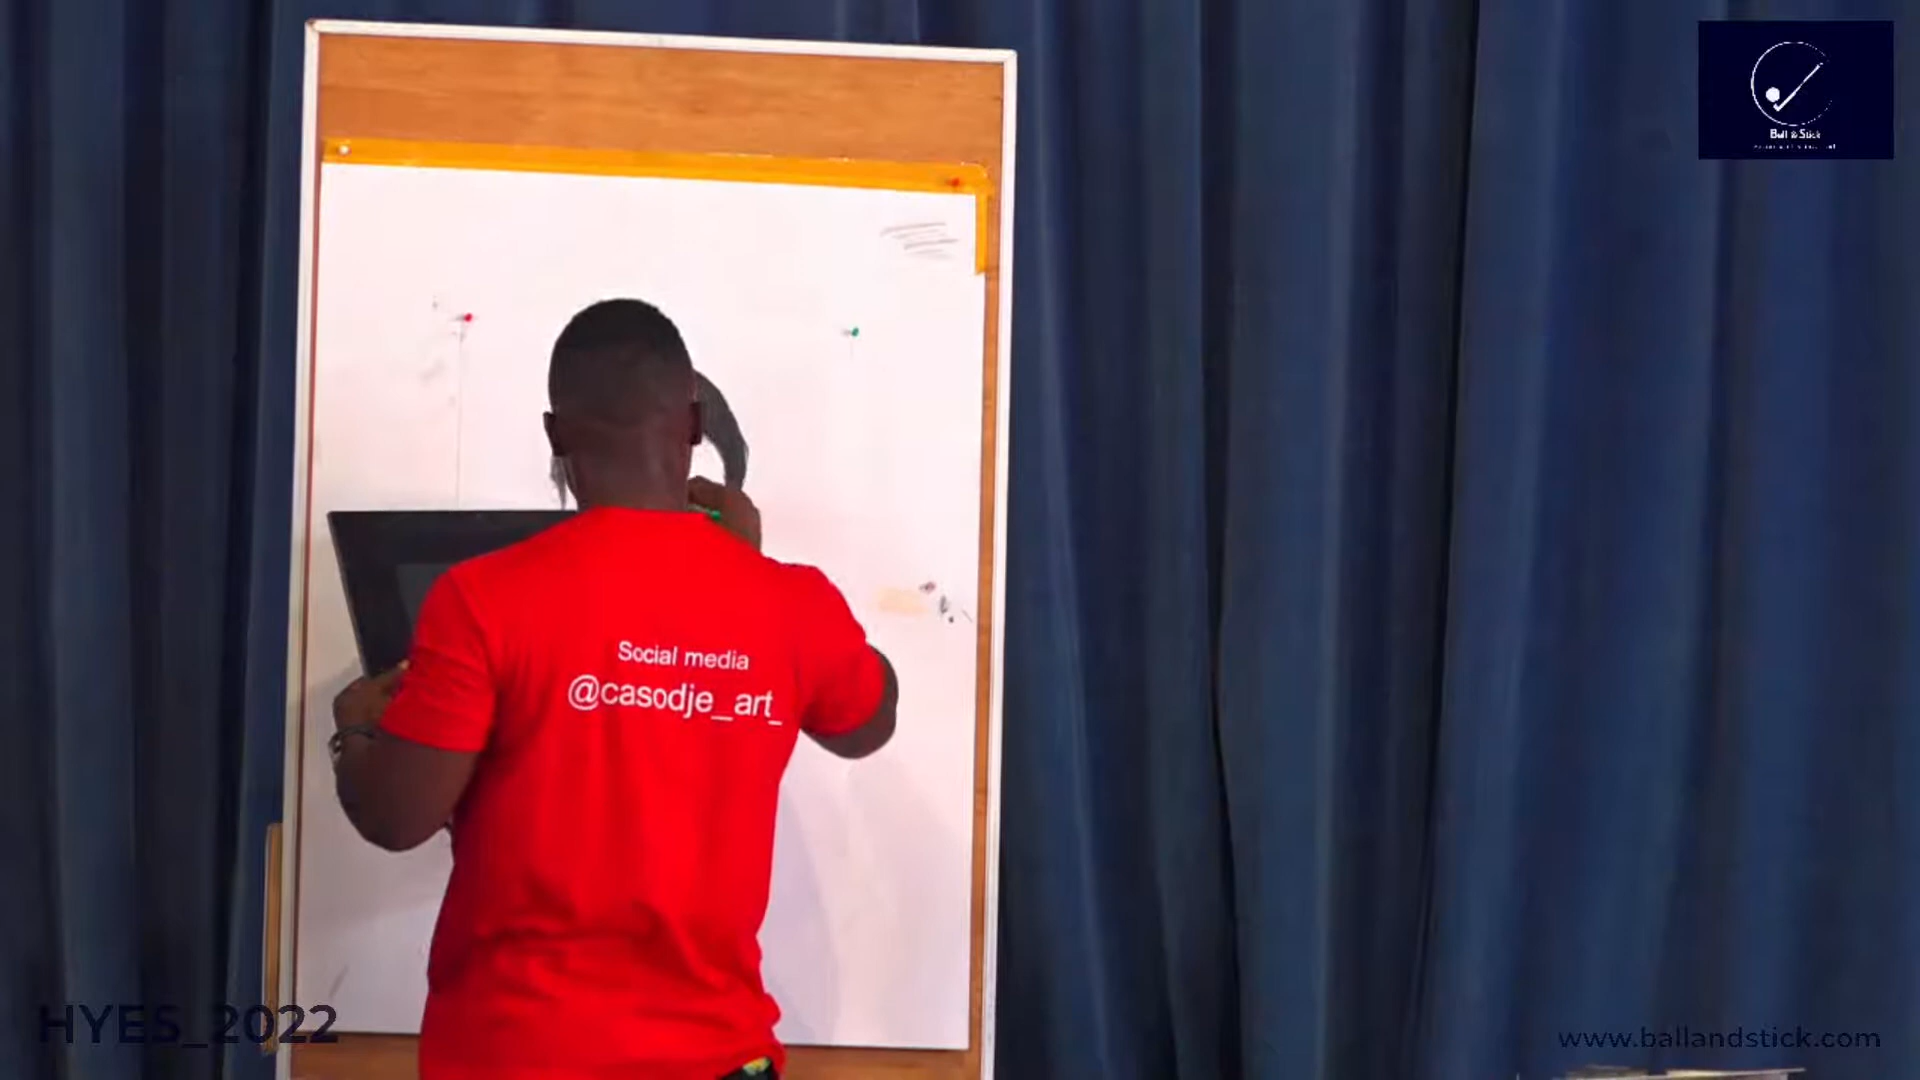 Ball & Stick
Social media
@casodje_art_
HYES_2022
www.ballandstick.com